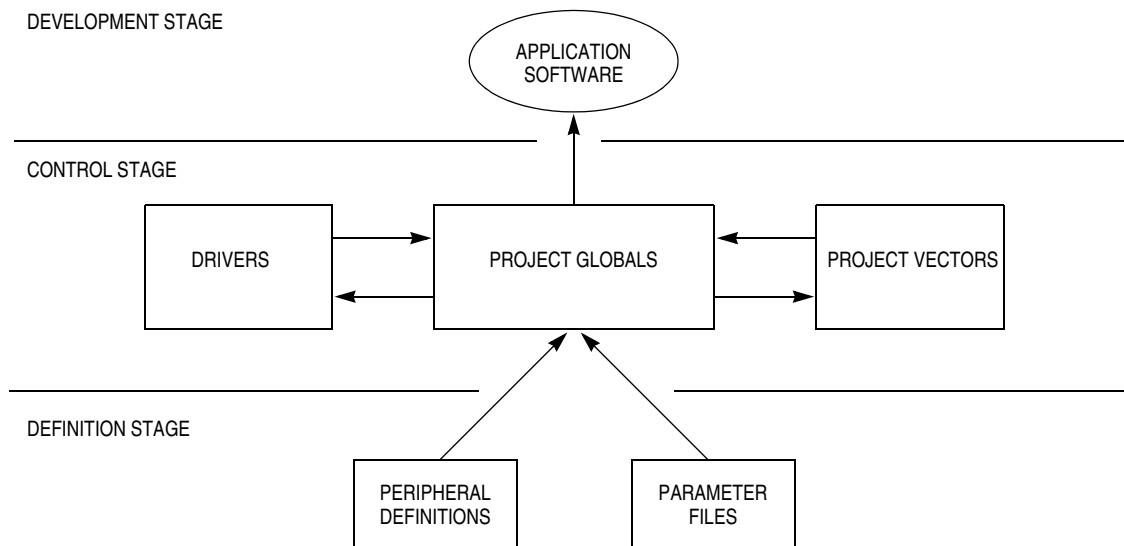 DEVELOPMENT STAGE
APPLICATION
SOFTWARE
CONTROL STAGE
DRIVERS
PROJECT GLOBALS
PROJECT VECTORS
DEFINITION STAGE
PERIPHERAL
DEFINITIONS
PARAMETER
FILES